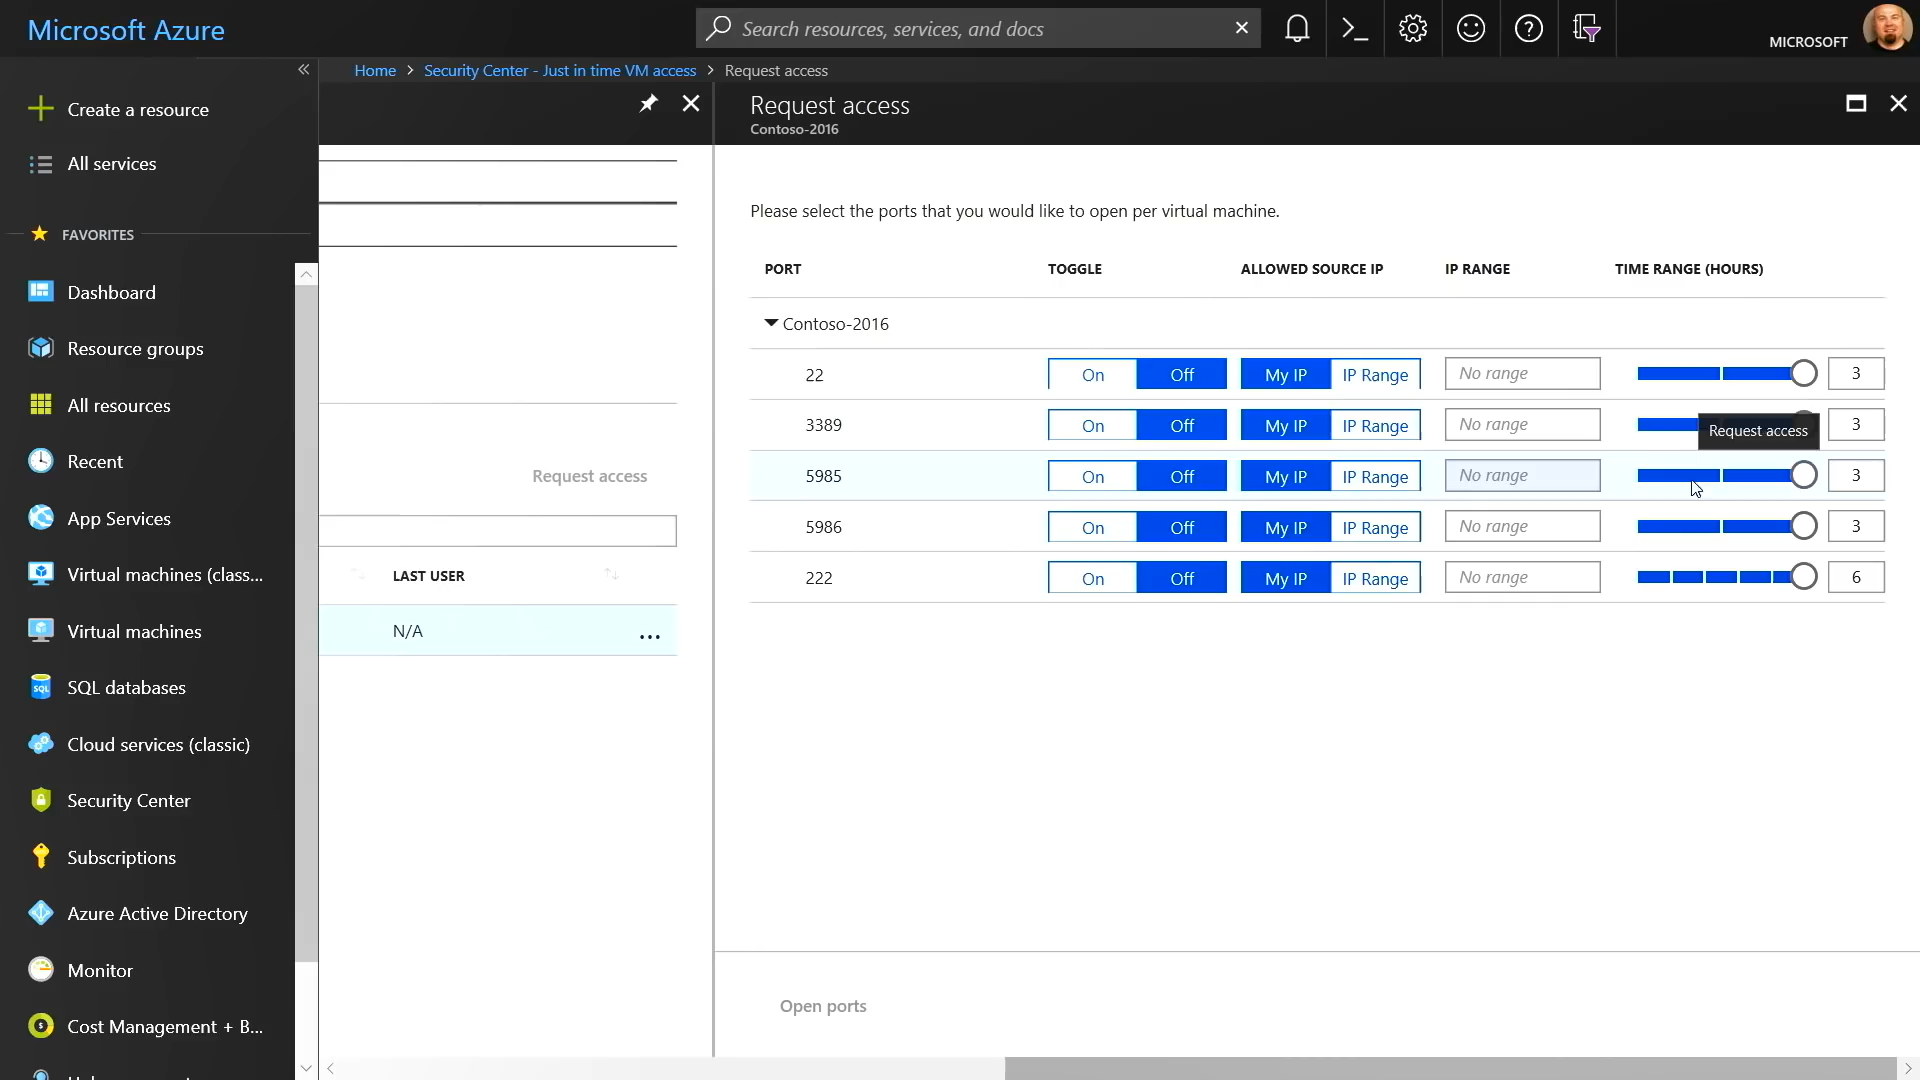 Microsoft Azure
Search resources, services, and docs
MICROSOFT
Home > Security Center - Just in time VM access > Request access
Create a resource
All services
FAVORITES
Dashboard
Resource groups
All resources
Recent
App Services
Virtual machines (class...
Virtual machines
SQL databases
Cloud services (classic)
Security Center
Subscriptions
Azure Active Directory
Monitor
Cost Management + B...
Request access
LAST USER
N/A
...
Request access
Contoso-2016
Please select the ports that you would like to open per virtual machine.
PORT TOGGLE ALLOWED SOURCE IP IP RANGE TIME RANGE (HOURS)
Contoso-2016
22 On Off My IP IP Range No range 3
3389 On Off My IP IP Range No range 3
Request access
5985 On Off My IP IP Range No range 3
5986 On Off My IP IP Range No range 3
222 On Off My IP IP Range No range 6
Open ports